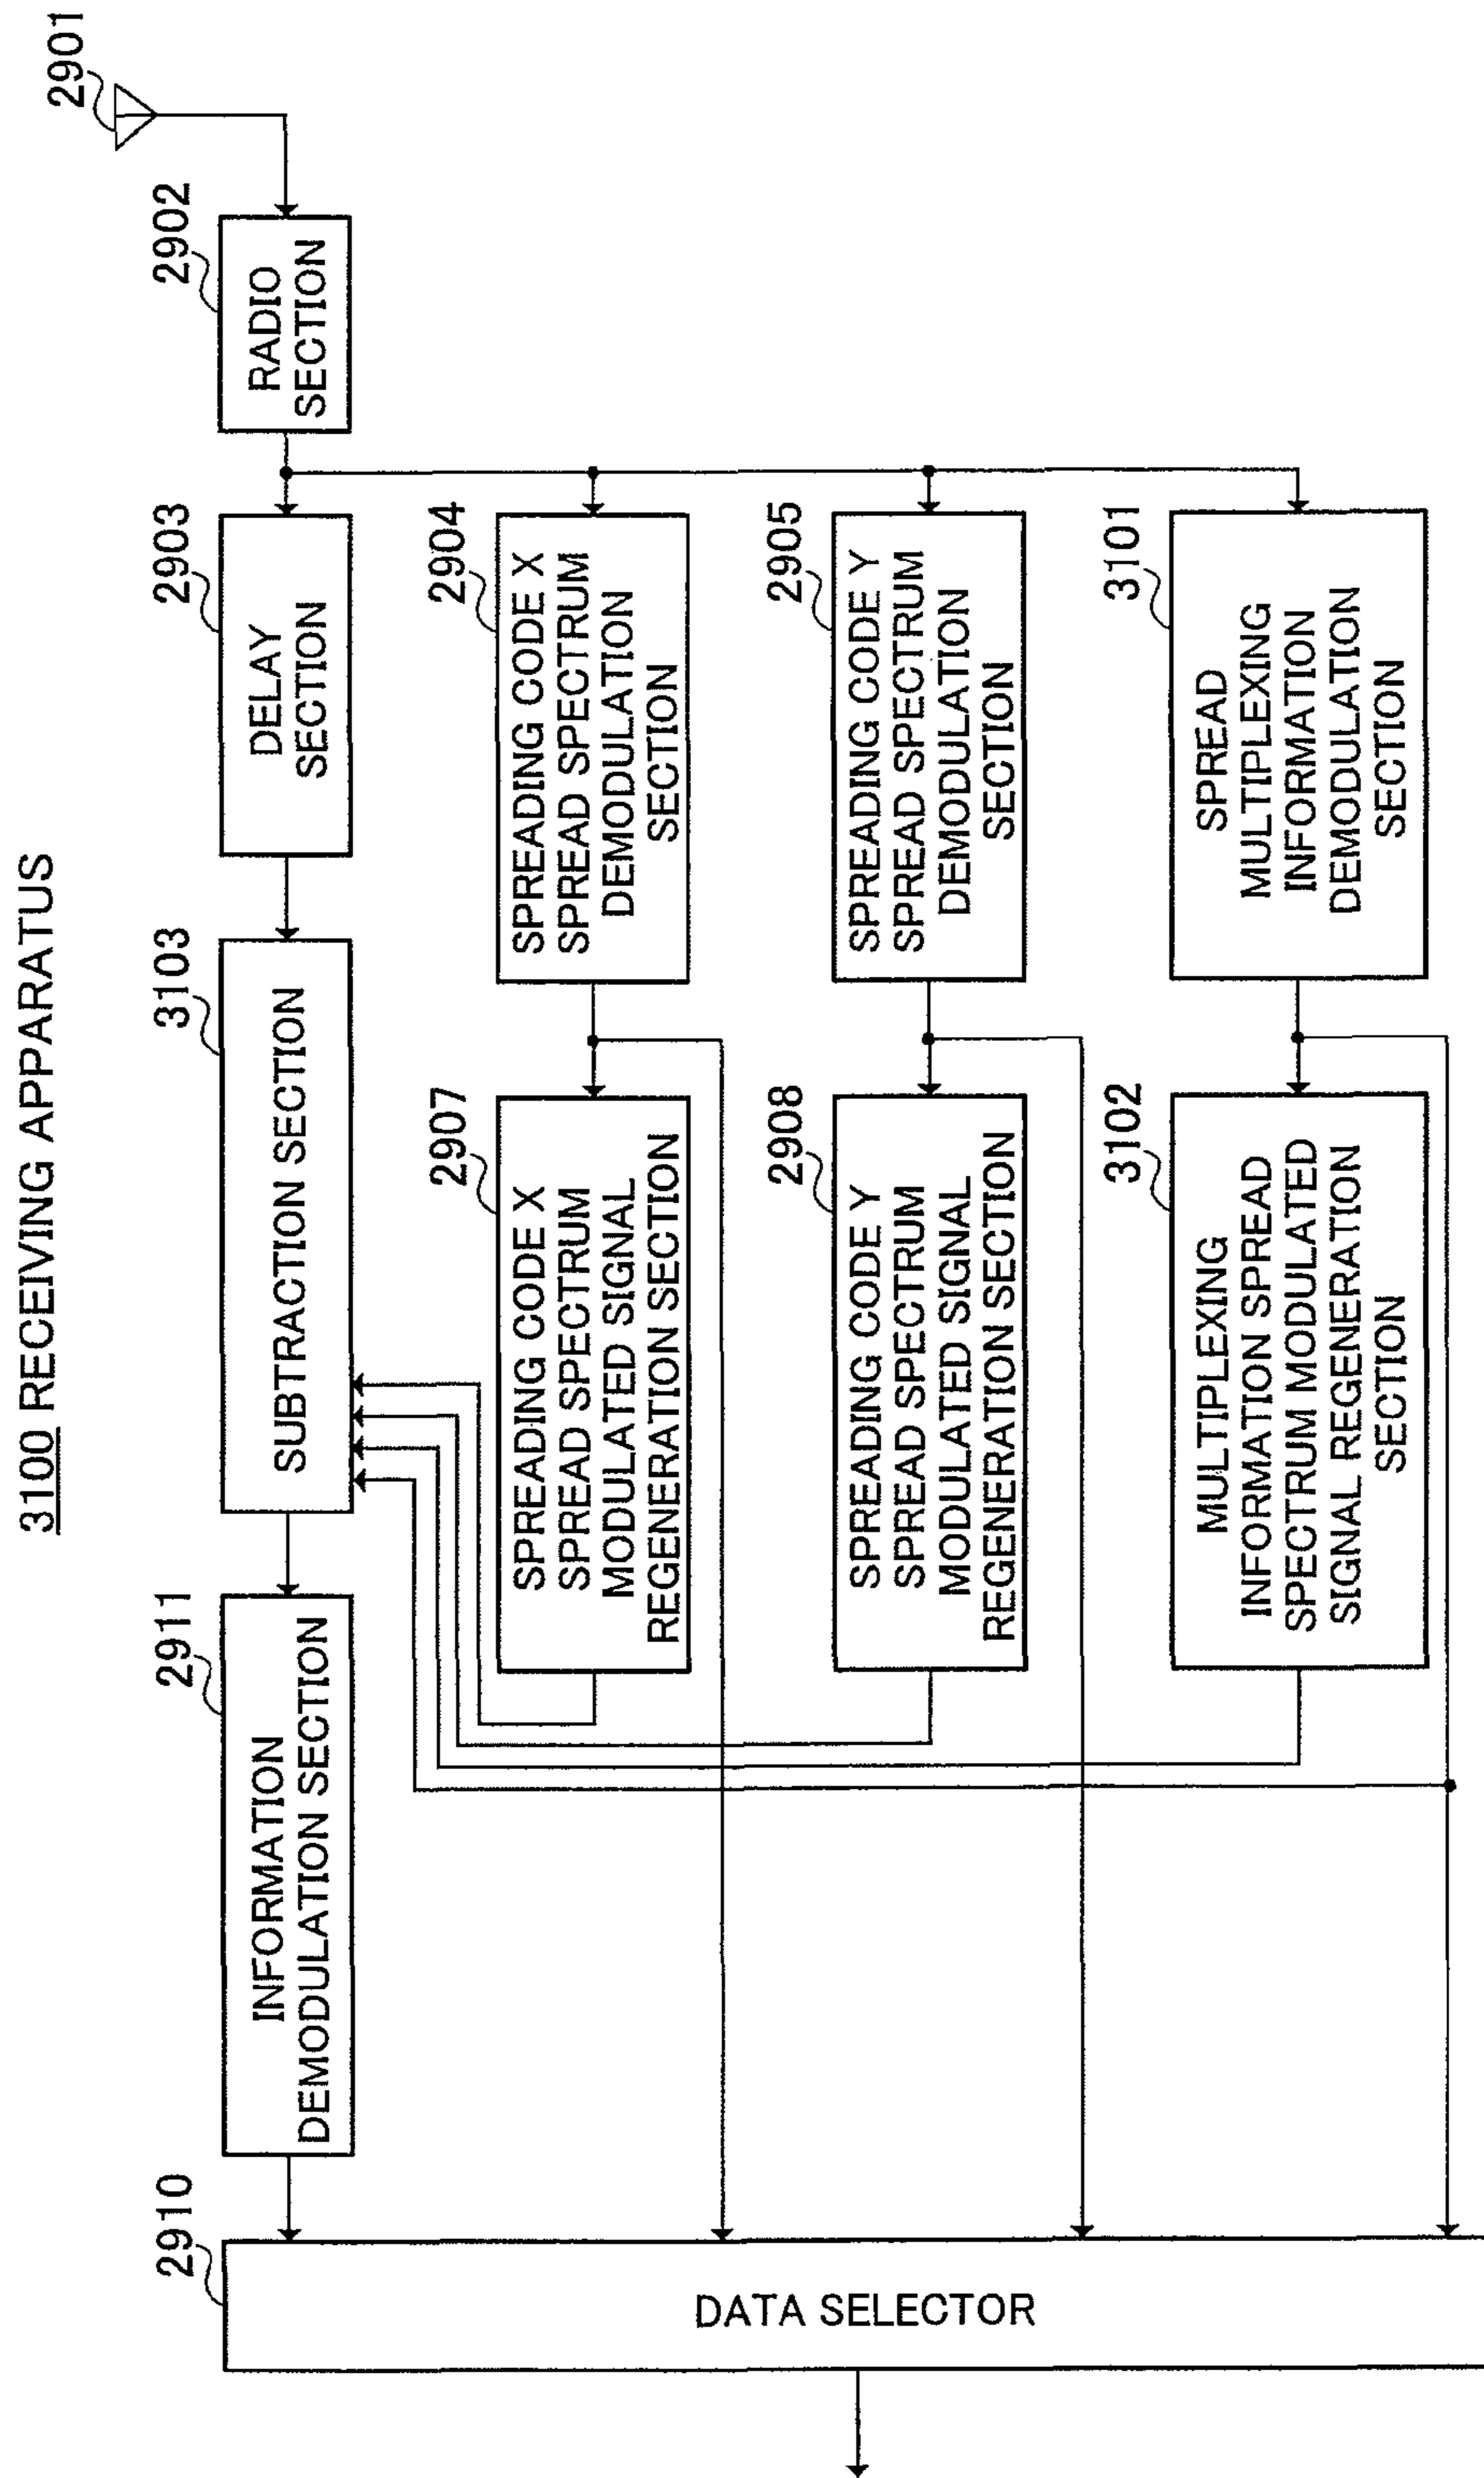 3100 RECEIVING APPARATUS
2901
2902
RADIO
SECTION
2903
DELAY
SECTION
3103
SUBTRACTION SECTION
2911
INFORMATION
DEMODULATION SECTION
2910
DATA SELECTOR
2904
SPREADING CODE X
SPREAD SPECTRUM
DEMODULATION
SECTION
2907
SPREADING CODE X
SPREAD SPECTRUM
MODULATED SIGNAL
REGENERATION SECTION
2905
SPREADING CODE Y
SPREAD SPECTRUM
DEMODULATION
SECTION
2908
SPREADING CODE Y
SPREAD SPECTRUM
MODULATED SIGNAL
REGENERATION SECTION
3101
SPREAD
MULTIPLEXING
INFORMATION
DEMODULATION
SECTION
3102
MULTIPLEXING
INFORMATION SPREAD
SPECTRUM MODULATED
SIGNAL REGENERATION
SECTION